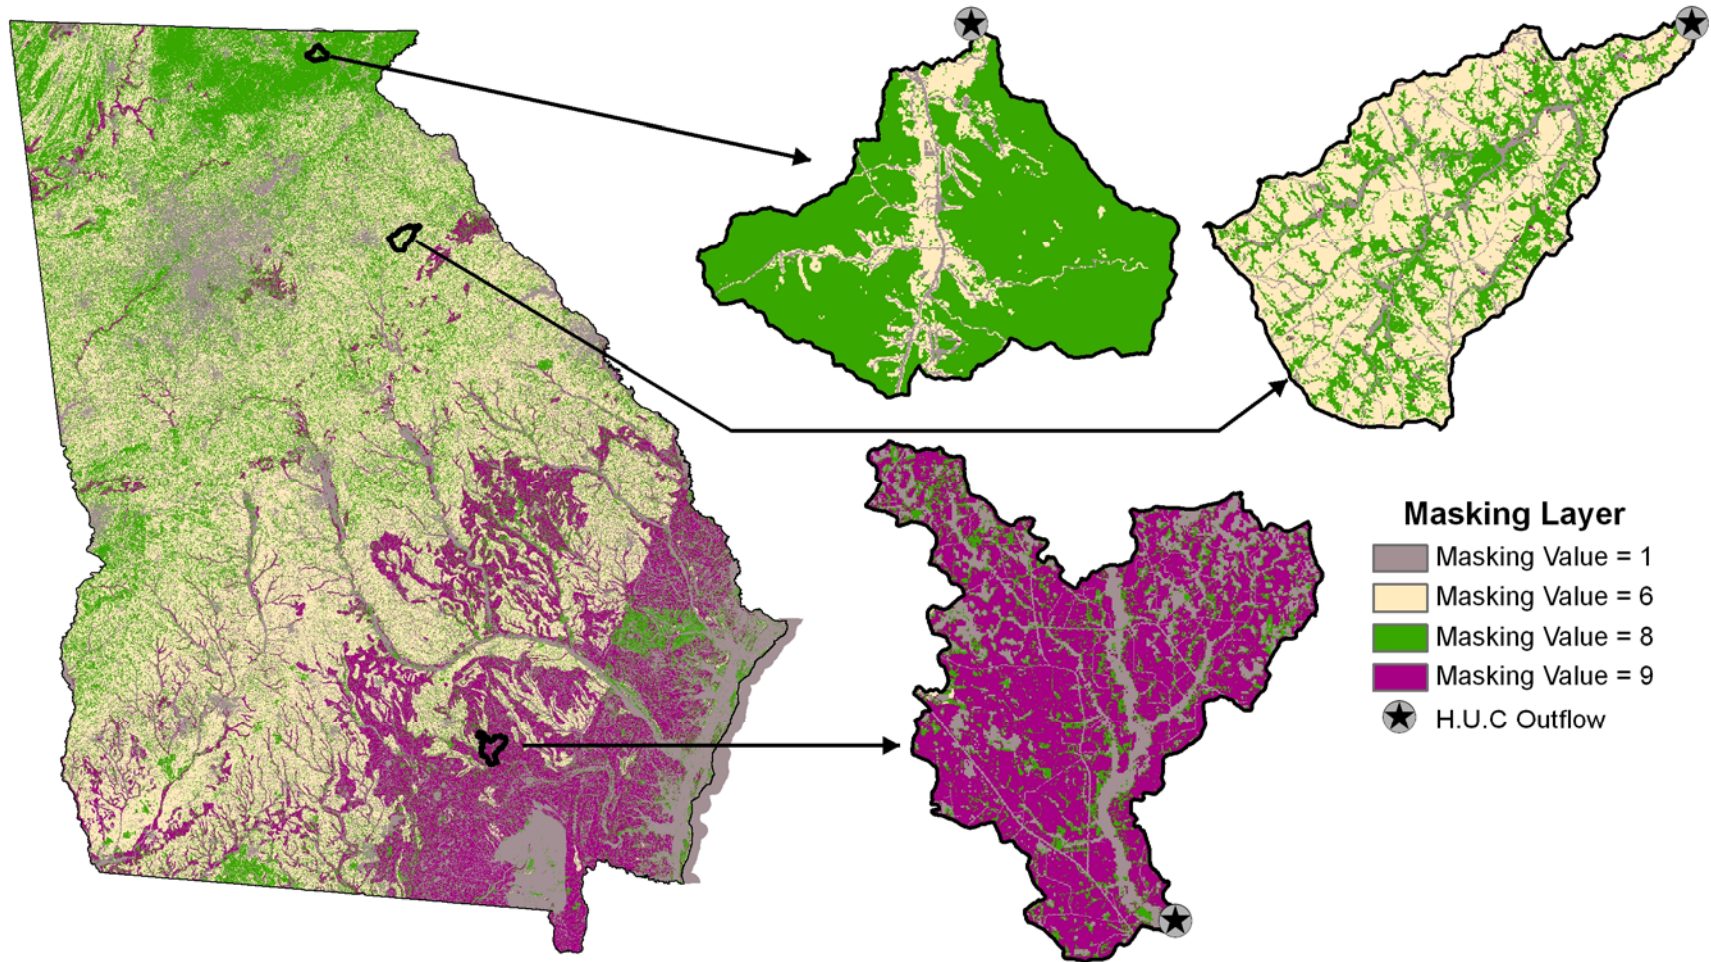 Masking Layer
Masking Value = 1
Masking Value = 6
Masking Value = 8
Masking Value = 9
H.U.C Outflow